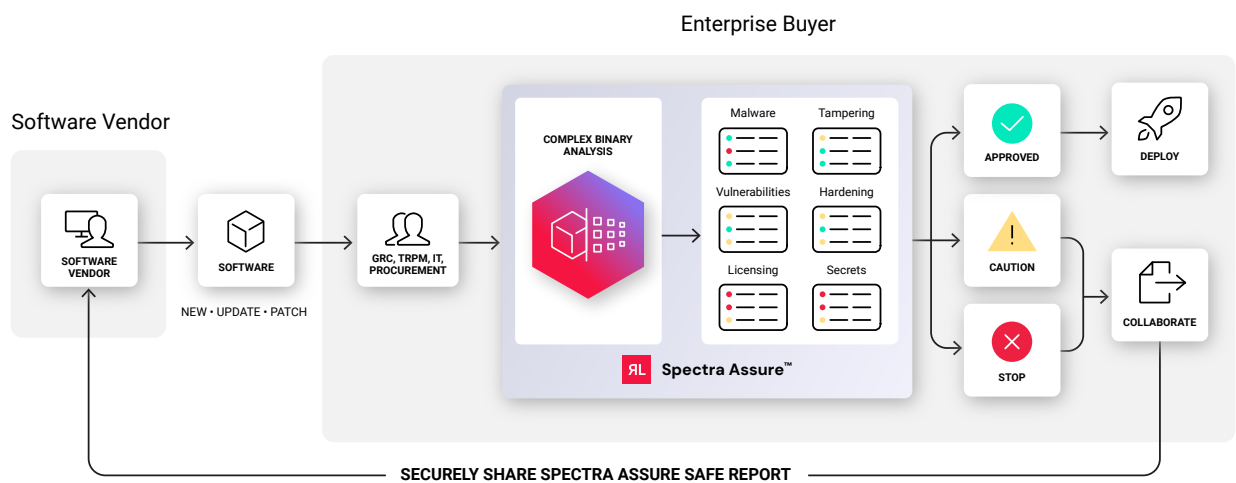 Enterprise Buyer
Software Vendor
SOFTWARE
VENDOR
SOFTWARE
NEW • UPDATE • PATCH
GRC, TRPM, IT,
PROCUREMENT
COMPLEX BINARY
ANALYSIS
Malware
Tampering
Vulnerabilities
Hardening
Licensing
Secrets
RL Spectra Assure™
APPROVED
DEPLOY
CAUTION
STOP
COLLABORATE
SECURELY SHARE SPECTRA ASSURE SAFE REPORT